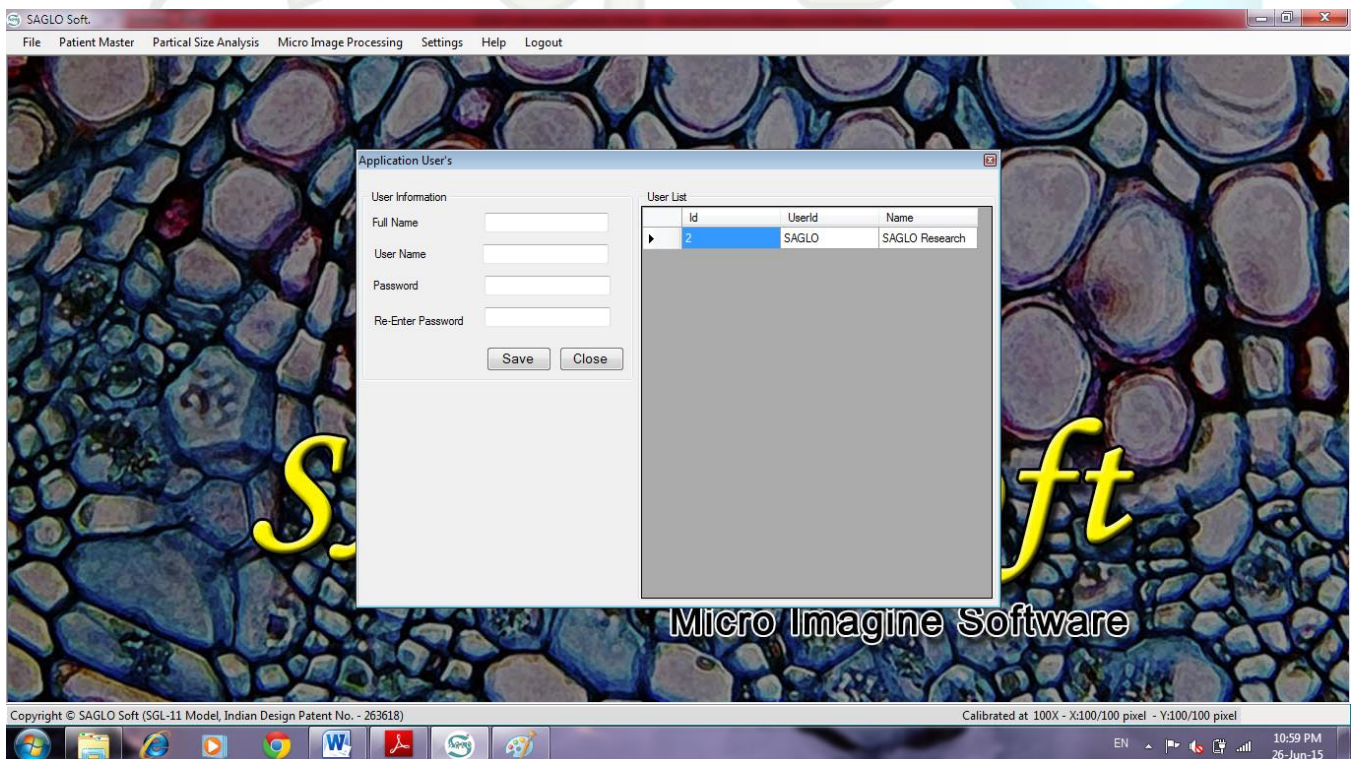 SAGLO Soft.
File Patient Master Partical Size Analysis Micro Image Processing Settings Help Logout
Application User's
User Information
Full Name
User Name
Password
Re-Enter Password
Save Close
User List
Id UserId Name
2 SAGLO SAGLO Research
S
oft
Micro Imagine Software
Copyright © SAGLO Soft (SGL-11 Model, Indian Design Patent No. - 263618)
Calibrated at 100X - X:100/100 pixel - Y:100/100 pixel
EN
10:59 PM
26-Jun-15